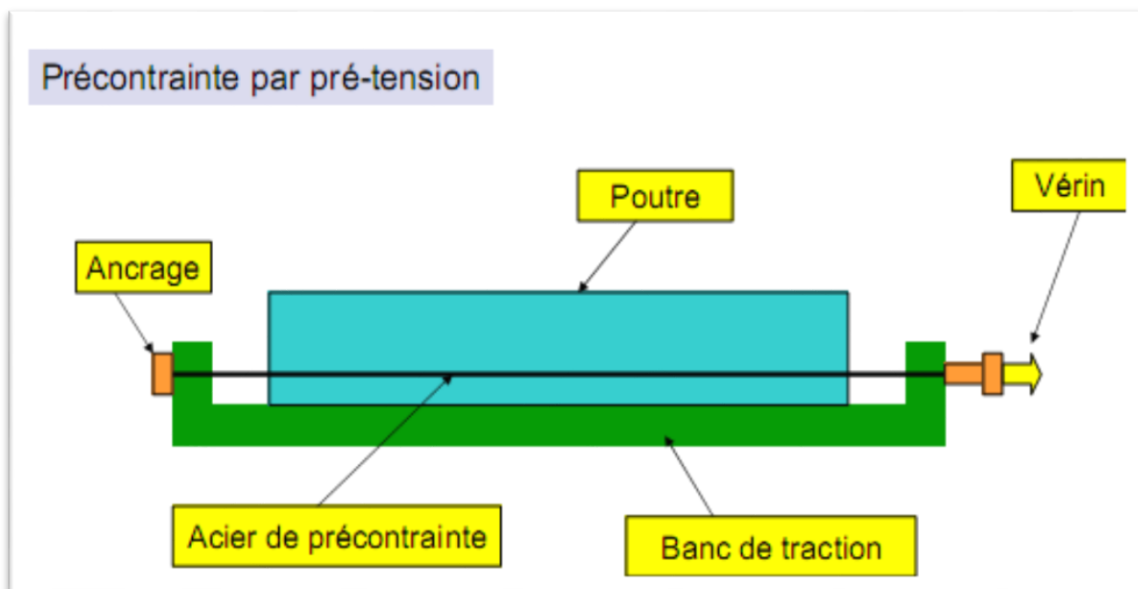 Précontrainte par pré-tension
Poutre
Vérin
Ancrage
Acier de précontrainte
Banc de traction